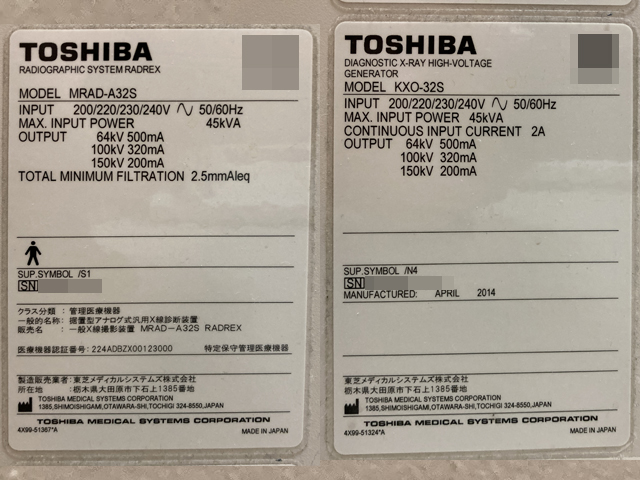 TOSHIBA
RADIOGRAPHIC SYSTEM RADREX
MODEL MRAD-A32S
INPUT 200/220/230/240V ∿ 50/60Hz
MAX. INPUT POWER 45kVA
OUTPUT 64kV 500mA
100kV 320mA
150kV 200mA
TOTAL MINIMUM FILTRATION 2.5mmAleq
SUP.SYMBOL /S1
SN
クラス分類 : 管理医療機器
一般的名称: 据置型アナログ式汎用X線診断装置
販売名 : 一般X線撮影装置 MRAD-A32S RADREX
医療機器認証番号: 224ADBZX00123000 特定保守管理医療機器
製造販売業者:東芝メディカルシステムズ株式会社
所在地 :栃木県大田原市下石上1385番地
TOSHIBA MEDICAL SYSTEMS CORPORATION
1385,SHIMOISHIGAMI,OTAWARA-SHI,TOCHIGI 324-8550,JAPAN
TOSHIBA MEDICAL SYSTEMS CORPORATION
4X99-51367*A MADE IN JAPAN
TOSHIBA
DIAGNOSTIC X-RAY HIGH-VOLTAGE
GENERATOR
MODEL KXO-32S
INPUT 200/220/230/240V ∿ 50/60Hz
MAX. INPUT POWER 45kVA
CONTINUOUS INPUT CURRENT 2A
OUTPUT 64kV 500mA
100kV 320mA
150kV 200mA
SUP.SYMBOL /N4
SN
MANUFACTURED: APRIL 2014
東芝メディカルシステムズ株式会社
栃木県大田原市下石上1385番地
TOSHIBA MEDICAL SYSTEMS CORPORATION
1385,SHIMOISHIGAMI,OTAWARA-SHI,TOCHIGI 324-8550,JAPAN
TOSHIBA MEDICAL SYSTEMS CORPORATION
4X99-51324*A MADE IN JAPAN